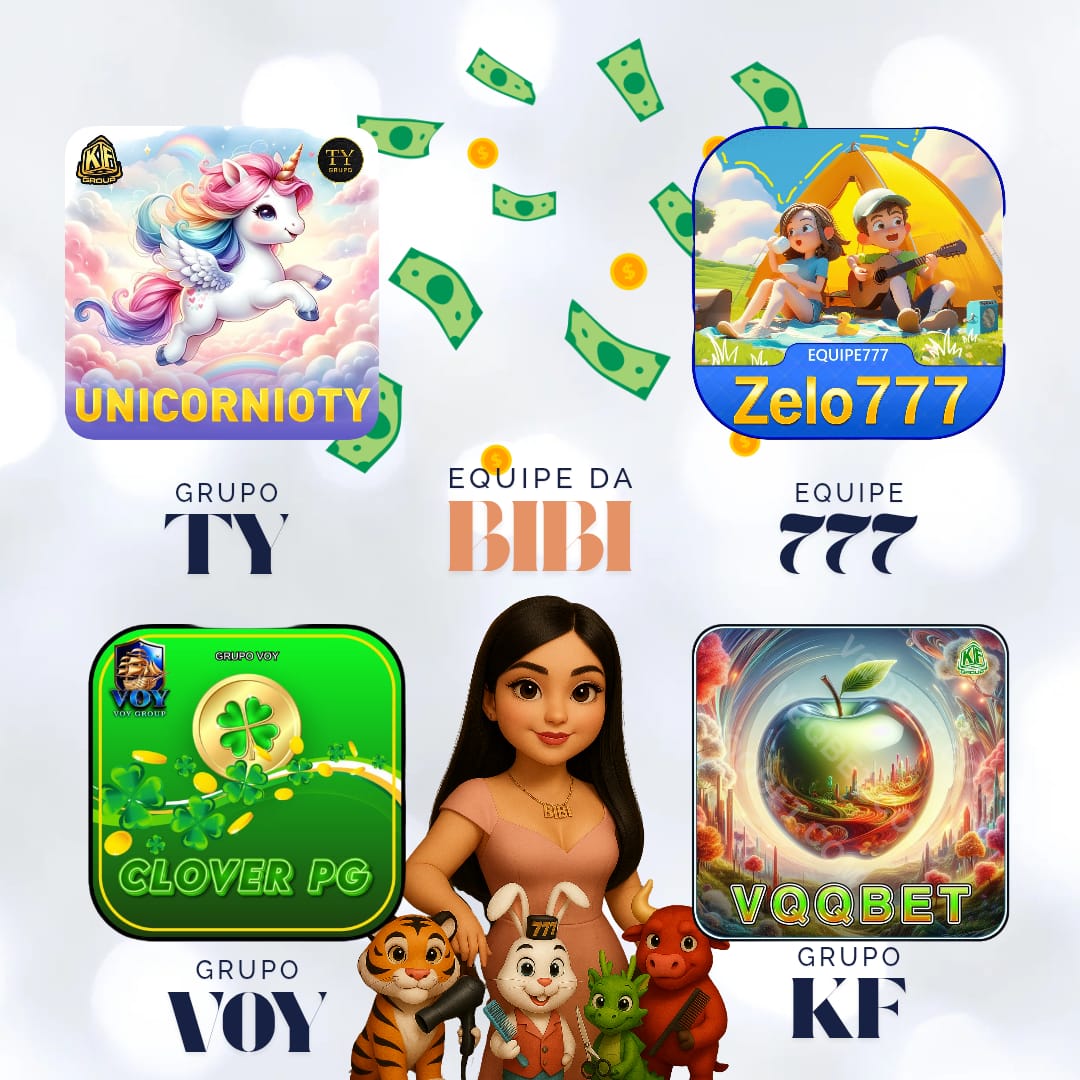 KF
GROUP
TY
GRUPO
UNICORNIOTY
EQUIPE777
Zelo777
GRUPO
TY
EQUIPE DA
BIBI
EQUIPE
777
GRUPO VOY
VOY
VOY GROUP
CLOVER PG
BIBI
777
KF
GROUP
VQQBET
GRUPO
VOY
GRUPO
KF